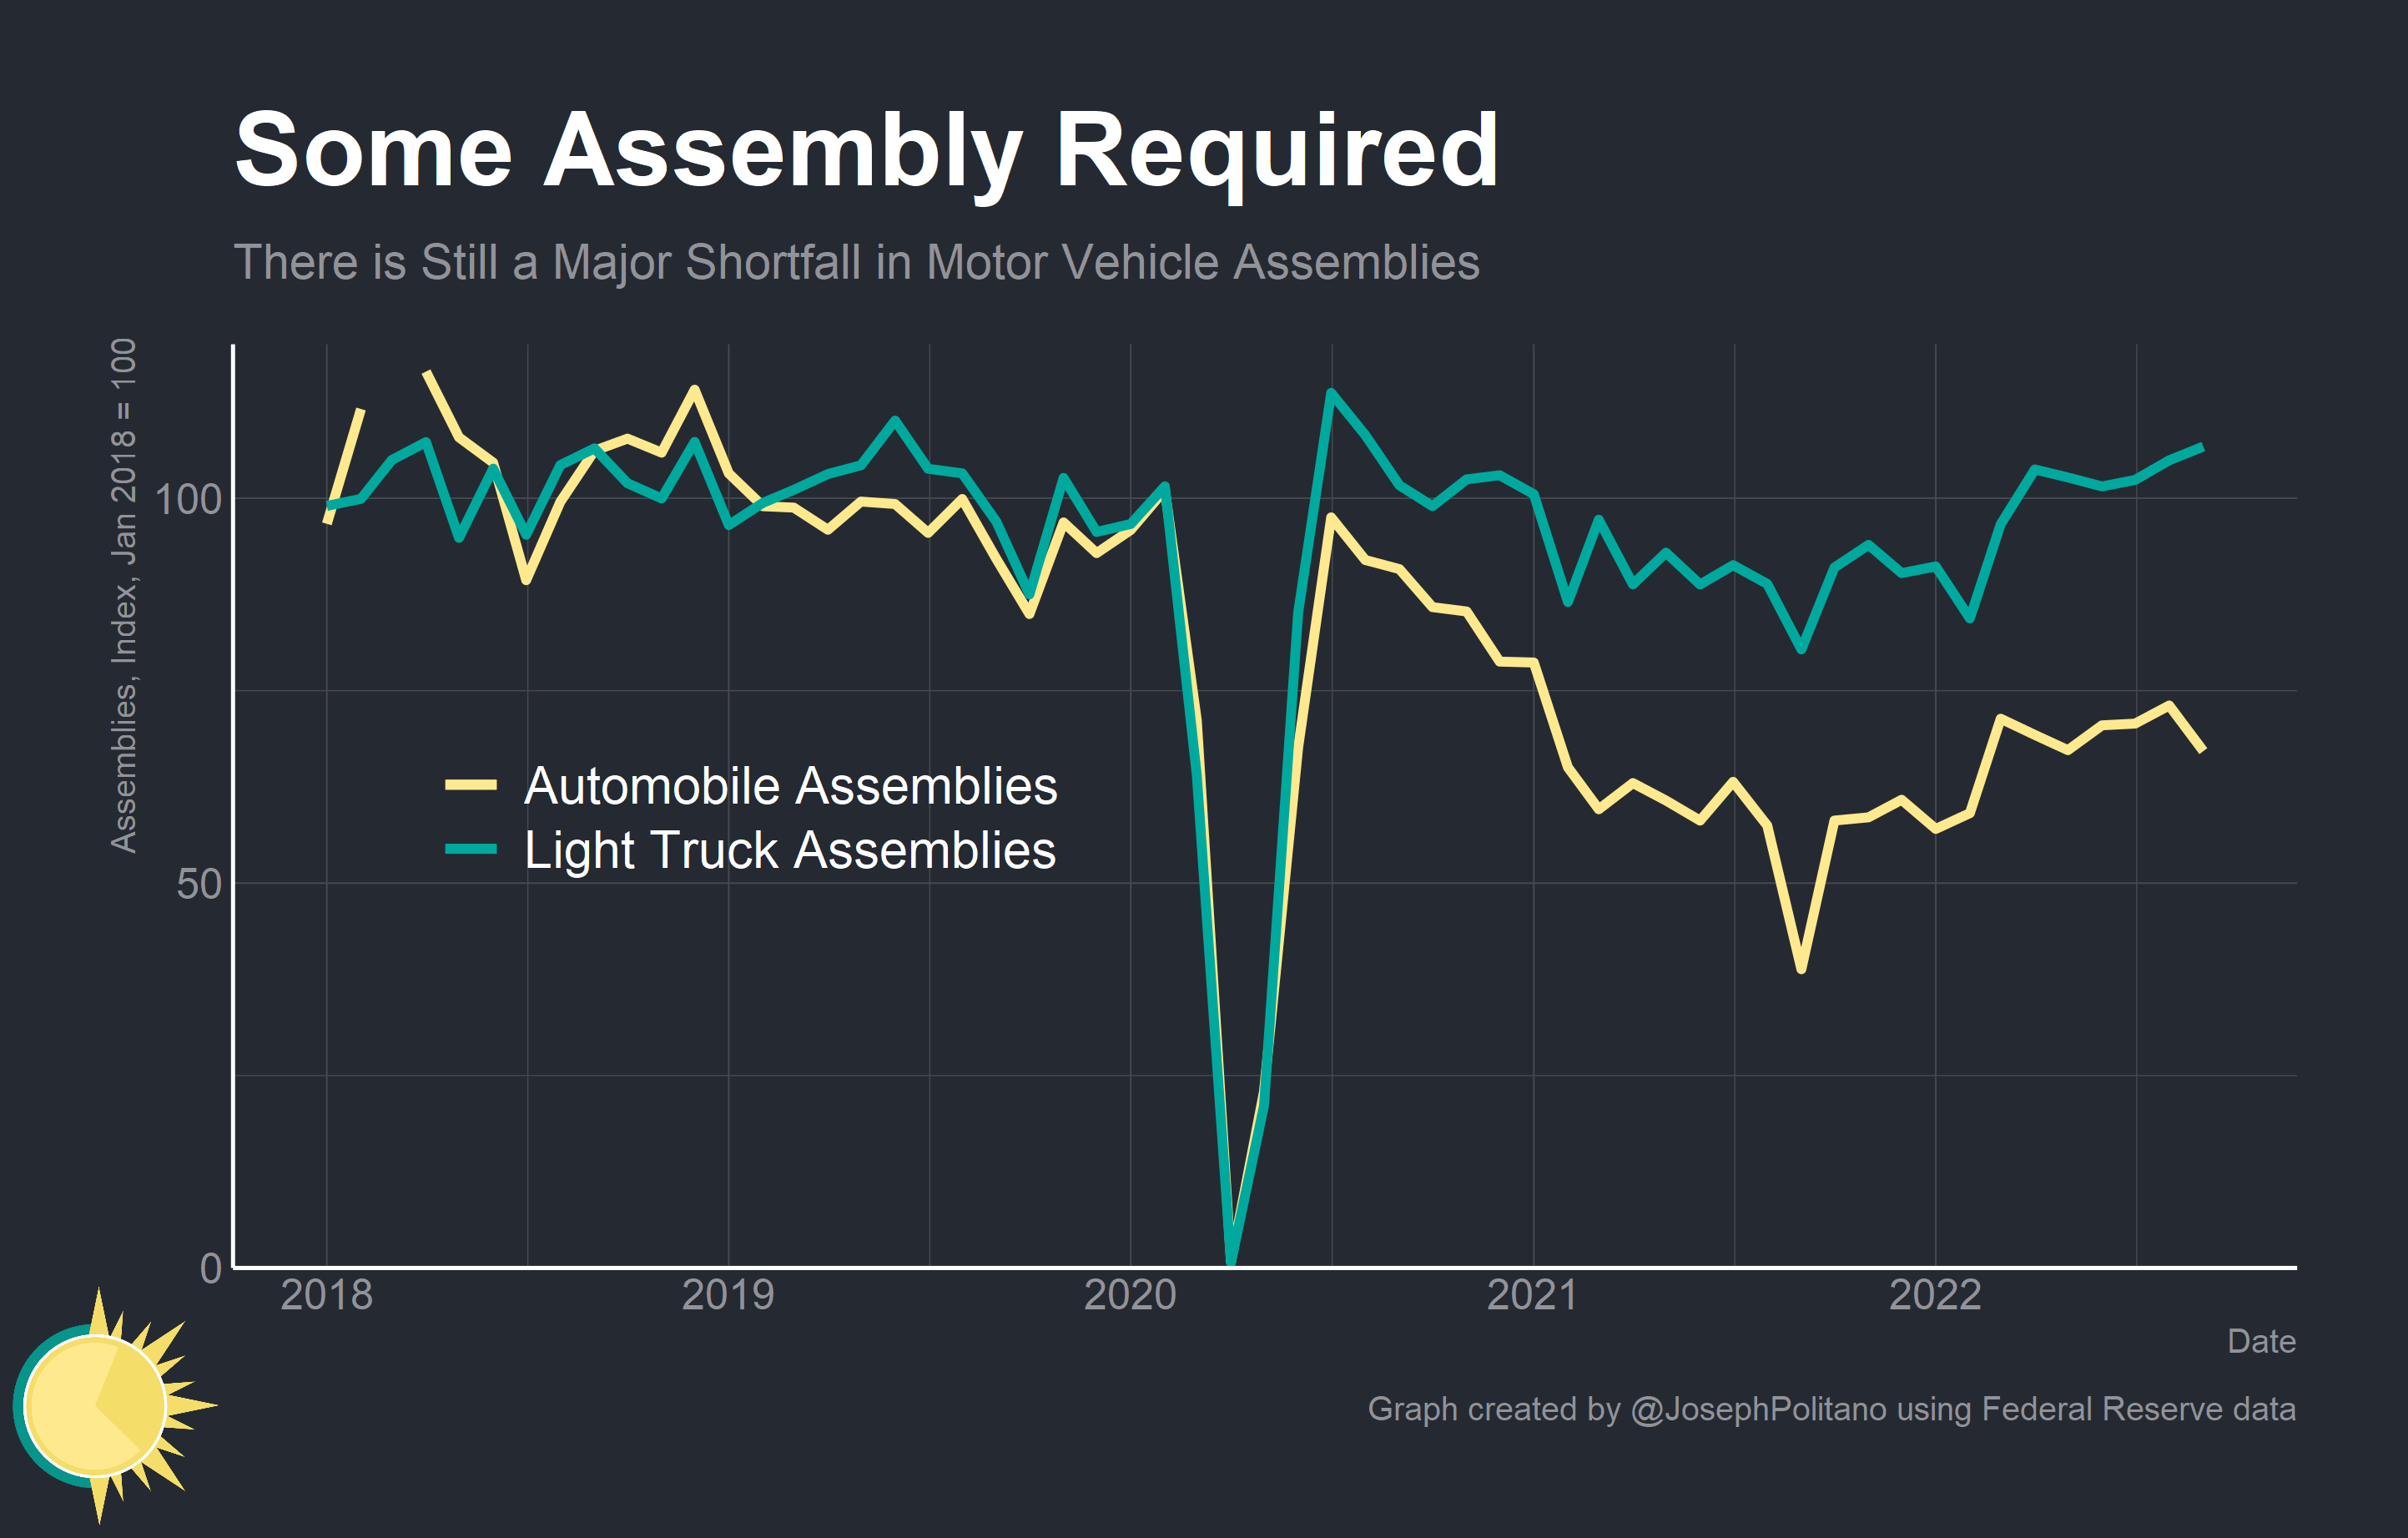 Some Assembly Required
There is Still a Major Shortfall in Motor Vehicle Assemblies
Assemblies, Index, Jan 2018 = 100
100
50
0
Automobile Assemblies
Light Truck Assemblies
2018
2019
2020
2021
2022
Date
Graph created by @JosephPolitano using Federal Reserve data